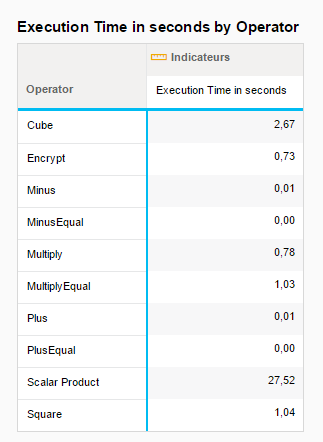 Execution Time in seconds by Operator
Indicateurs
Operator Execution Time in seconds
Cube 2,67
Encrypt 0,73
Minus 0,01
MinusEqual 0,00
Multiply 0,78
MultiplyEqual 1,03
Plus 0,01
PlusEqual 0,00
Scalar Product 27,52
Square 1,04